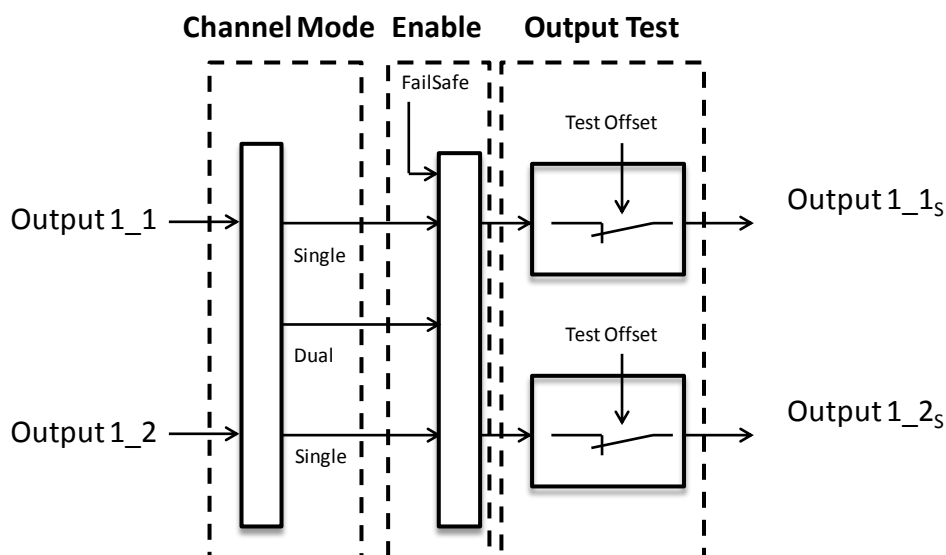 Channel Mode
Enable
Output Test
FailSafe
Test Offset
Output 1_1
Output 1_1S
Single
Test Offset
Dual
Output 1_2
Output 1_2S
Single